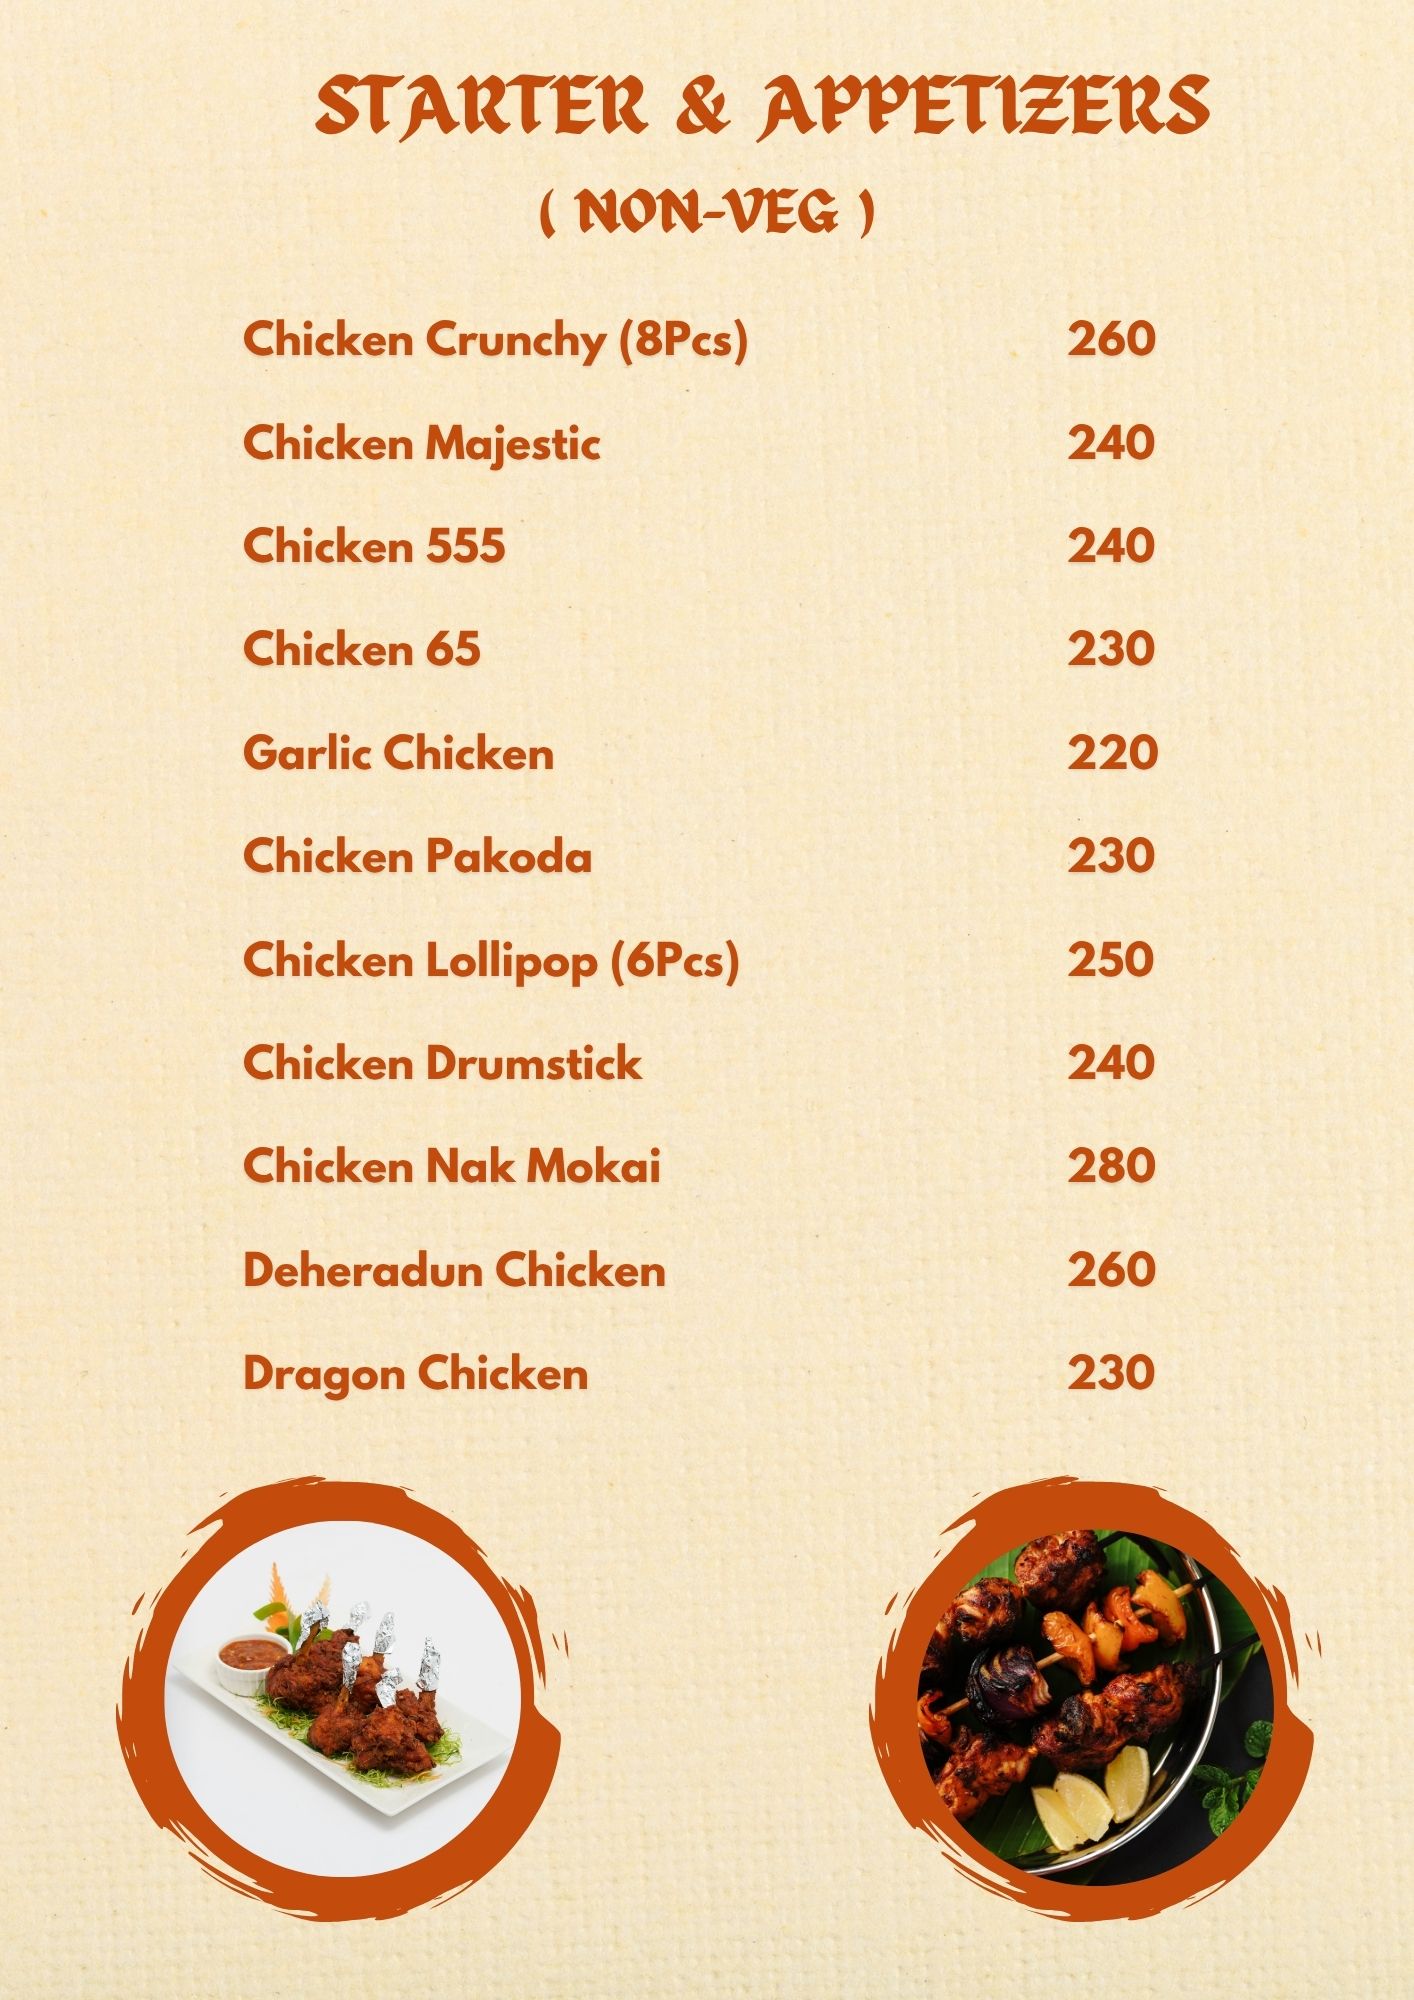 STARTER & APPETIZERS
( NON-VEG )
Chicken Crunchy (8Pcs) 260
Chicken Majestic 240
Chicken 555 240
Chicken 65 230
Garlic Chicken 220
Chicken Pakoda 230
Chicken Lollipop (6Pcs) 250
Chicken Drumstick 240
Chicken Nak Mokai 280
Deheradun Chicken 260
Dragon Chicken 230